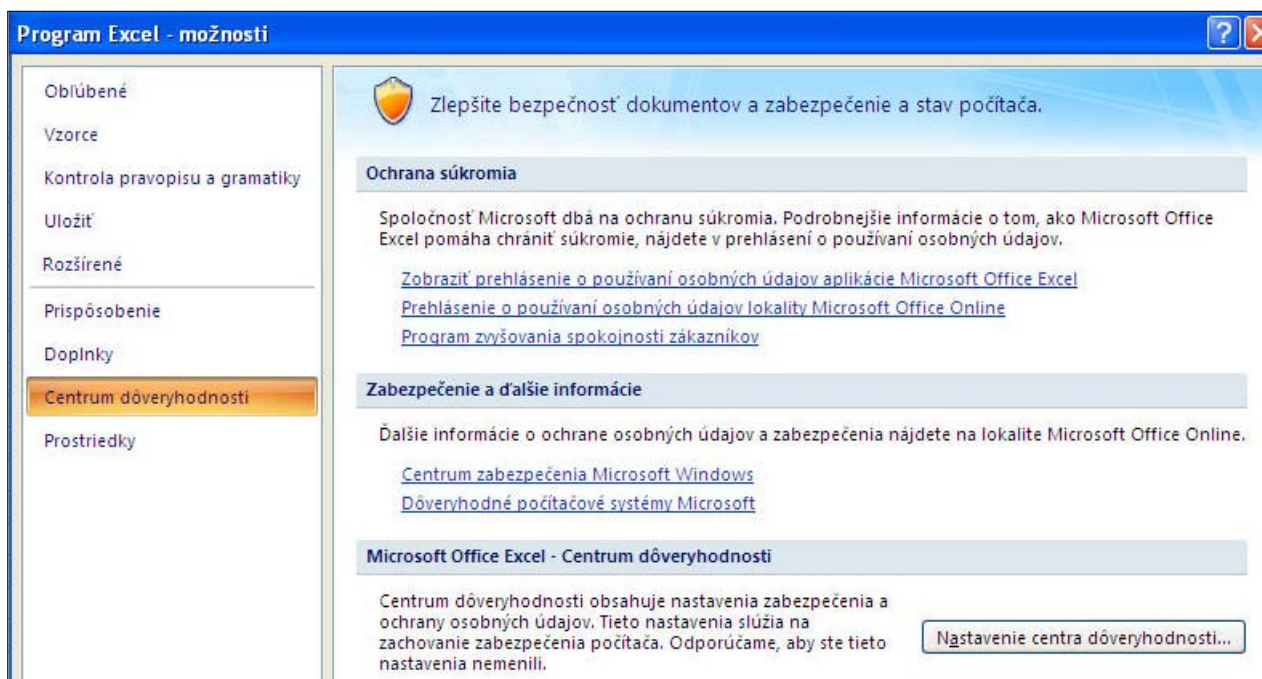 Program Excel - možnosti
Obľúbené
Vzorce
Kontrola pravopisu a gramatiky
Uložiť
Rozšírené
Prispôsobenie
Doplnky
Centrum dôveryhodnosti
Prostriedky
Zlepšite bezpečnosť dokumentov a zabezpečenie a stav počítača.
Ochrana súkromia
Spoločnosť Microsoft dbá na ochranu súkromia. Podrobnejšie informácie o tom, ako Microsoft Office
Excel pomáha chrániť súkromie, nájdete v prehlásení o používaní osobných údajov.
Zobraziť prehlásenie o používaní osobných údajov aplikácie Microsoft Office Excel
Prehlásenie o používaní osobných údajov lokality Microsoft Office Online
Program zvyšovania spokojnosti zákazníkov
Zabezpečenie a ďalšie informácie
Ďalšie informácie o ochrane osobných údajov a zabezpečenia nájdete na lokalite Microsoft Office Online.
Centrum zabezpečenia Microsoft Windows
Dôveryhodné počítačové systémy Microsoft
Microsoft Office Excel - Centrum dôveryhodnosti
Centrum dôveryhodnosti obsahuje nastavenia zabezpečenia a
ochrany osobných údajov. Tieto nastavenia slúžia na
zachovanie zabezpečenia počítača. Odporúčame, aby ste tieto
nastavenia nemenili.
Nastavenie centra dôveryhodnosti...